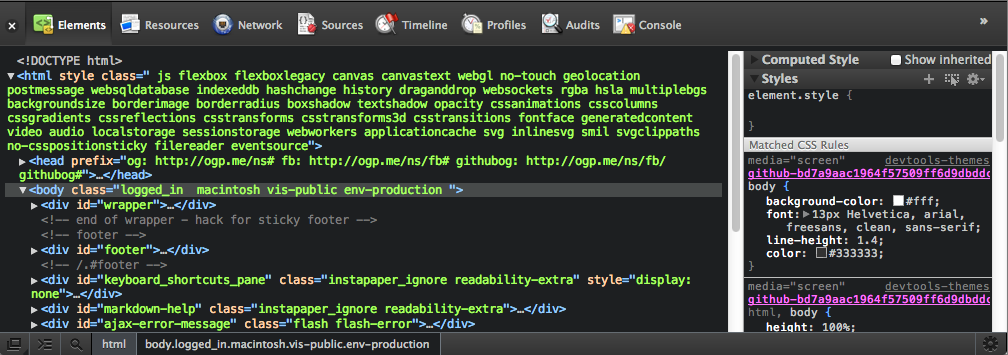 × Elements Resources Network Sources Timeline Profiles Audits Console »
<!DOCTYPE html>
▼<html style class=" js flexbox flexboxlegacy canvas canvastext webgl no-touch geolocation
postmessage websqldatabase indexeddb hashchange history draganddrop websockets rgba hsla multiplebgs
backgroundsize borderimage borderradius boxshadow textshadow opacity cssanimations csscolumns
cssgradients cssreflections csstransforms csstransforms3d csstransitions fontface generatedcontent
video audio localstorage sessionstorage webworkers applicationcache svg inlinesvg smil svgclippaths
no-csspositionsticky filereader eventsource">
▶<head prefix="og: http://ogp.me/ns# fb: http://ogp.me/ns/fb# githubog: http://ogp.me/ns/fb/
githubog#">…</head>
▼<body class="logged_in  macintosh vis-public env-production ">
▶<div id="wrapper">…</div>
<!-- end of wrapper - hack for sticky footer -->
<!-- footer -->
▶<div id="footer">…</div>
<!-- /.#footer -->
▶<div id="keyboard_shortcuts_pane" class="instapaper_ignore readability-extra" style="display:
none">…</div>
▶<div id="markdown-help" class="instapaper_ignore readability-extra">…</div>
▶<div id="ajax-error-message" class="flash flash-error">…</div>
▶ Computed Style Show inherited
▼ Styles
element.style {
}
Matched CSS Rules
media="screen" devtools-themes
github-bd7a9aac1964f57509ff6d9bddd
body {
background-color: #fff;
font: ▶ 13px Helvetica, arial,
freesans, clean, sans-serif;
line-height: 1.4;
color: #333333;
}
media="screen" devtools-themes
github-bd7a9aac1964f57509ff6d9bddd
html, body {
height: 100%;
html body.logged_in.macintosh.vis-public.env-production